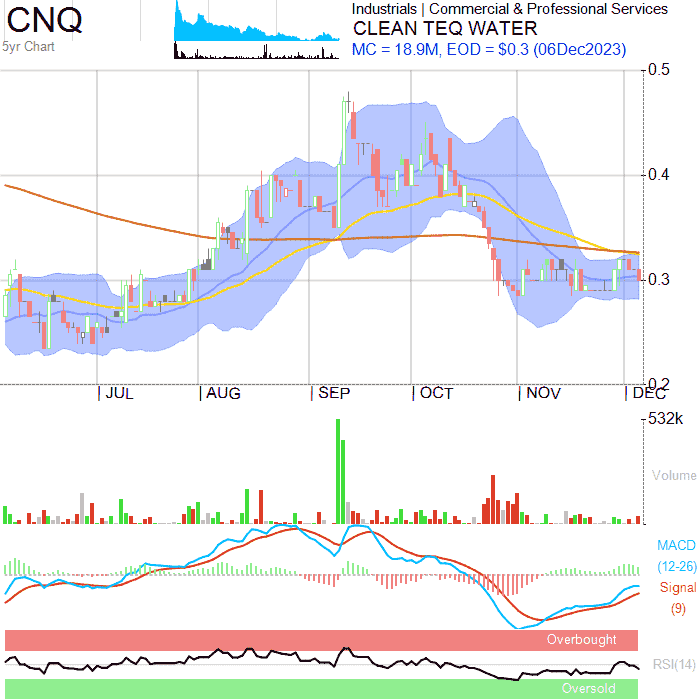 CNQ
5yr Chart
Industrials | Commercial & Professional Services
CLEAN TEQ WATER
MC = 18.9M, EOD = $0.3 (06Dec2023)
0.5
0.4
0.3
0.2
JUL AUG SEP OCT NOV DEC
532k
Volume
MACD
(12-26)
Signal
(9)
Overbought
RSI(14)
Oversold